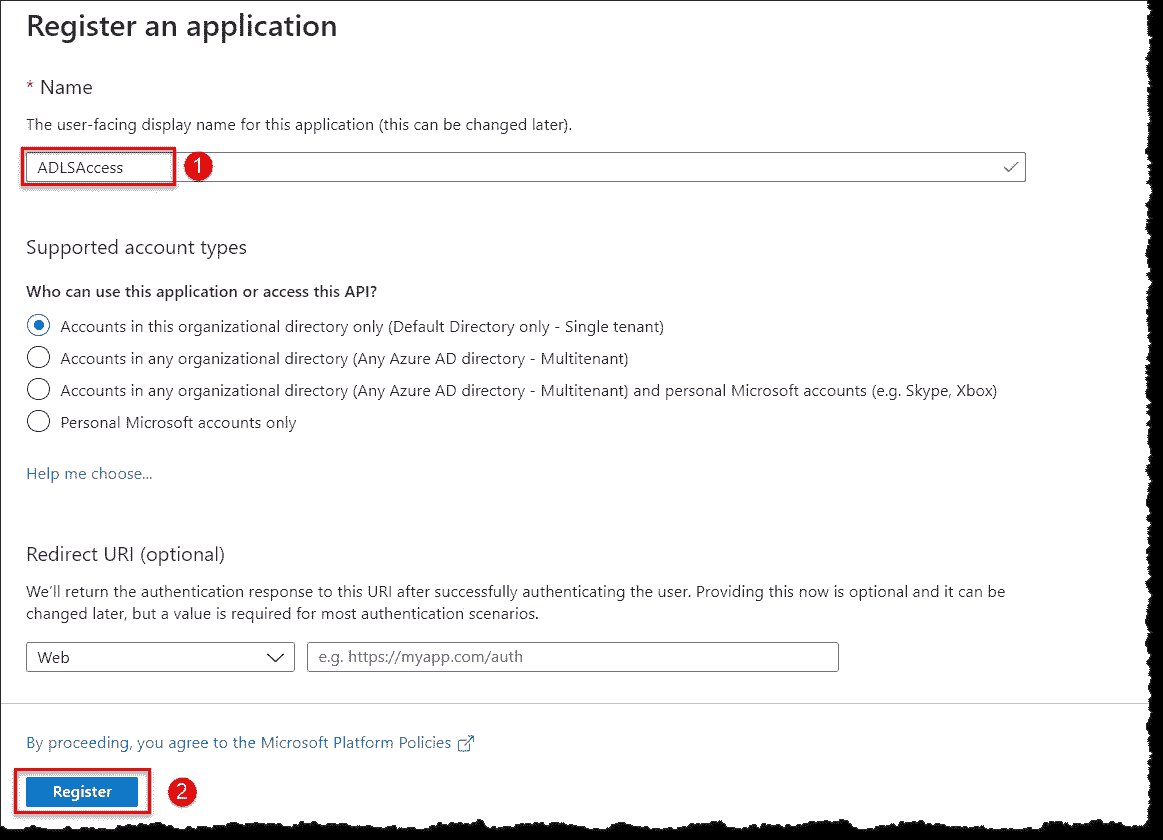 Register an application
* Name
The user-facing display name for this application (this can be changed later).
ADLSAccess 1
Supported account types
Who can use this application or access this API?
Accounts in this organizational directory only (Default Directory only - Single tenant)
Accounts in any organizational directory (Any Azure AD directory - Multitenant)
Accounts in any organizational directory (Any Azure AD directory - Multitenant) and personal Microsoft accounts (e.g. Skype, Xbox)
Personal Microsoft accounts only
Help me choose...
Redirect URI (optional)
We'll return the authentication response to this URI after successfully authenticating the user. Providing this now is optional and it can be
changed later, but a value is required for most authentication scenarios.
Web e.g. https://myapp.com/auth
By proceeding, you agree to the Microsoft Platform Policies
Register 2